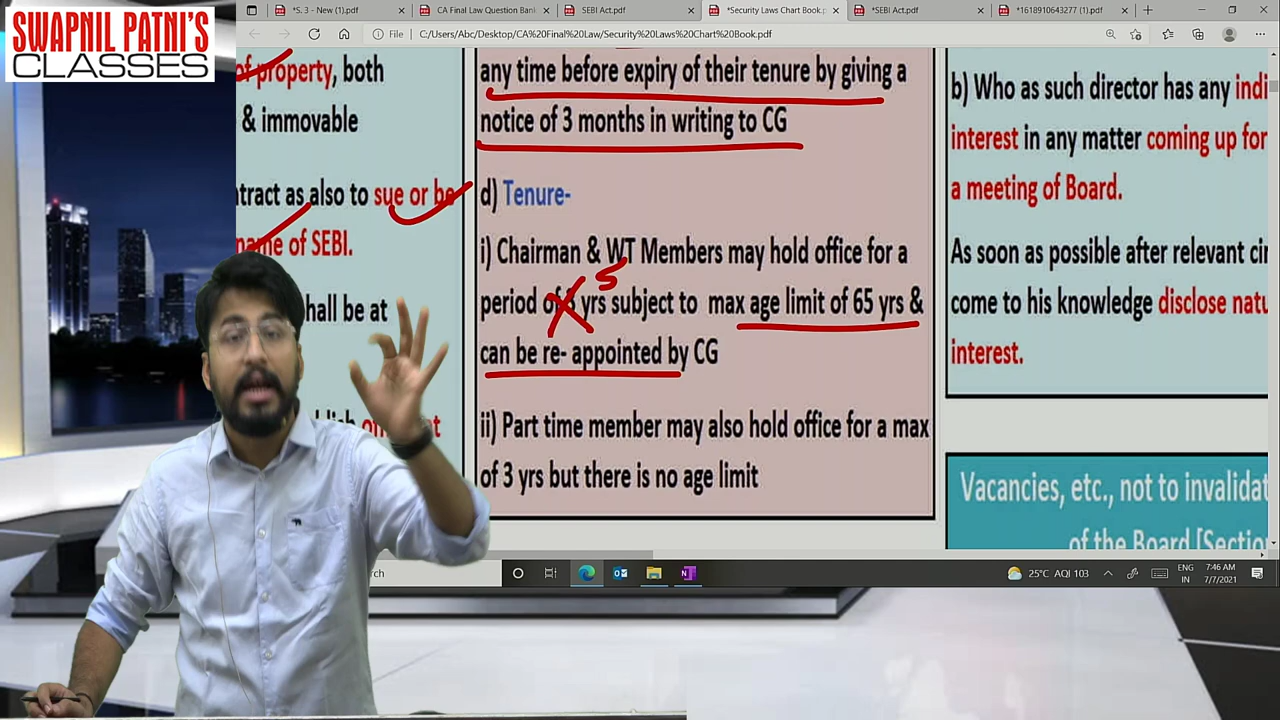 SWAPNIL PATNI'S
CLASSES
*S. 3 - New (1).pdf
CA Final Law Question Ban
SEBI Act.pdf
*Security Laws Chart Book.p
*SEBI Act.pdf
*1618910643277 (1).pdf
File
C:/Users/Abc/Desktop/CA%20Final%20Law/Security%20Laws%20Chart%20Book.pdf
of property, both
& immovable
ntract as also to sue or be
name of SEBI.
hall be at
any time before expiry of their tenure by giving a
notice of 3 months in writing to CG
d) Tenure-
i) Chairman & WT Members may hold office for a
5
period of yrs subject to max age limit of 65 yrs &
can be re- appointed by CG
ii) Part time member may also hold office for a max
of 3 yrs but there is no age limit
b) Who as such director has any indi
interest in any matter coming up for
a meeting of Board.
As soon as possible after relevant cir
come to his knowledge disclose natu
interest.
Vacancies, etc., not to invalidat
of the Board [Section
rch
25°C AQI 103
ENG
IN
7:46 AM
7/7/2021